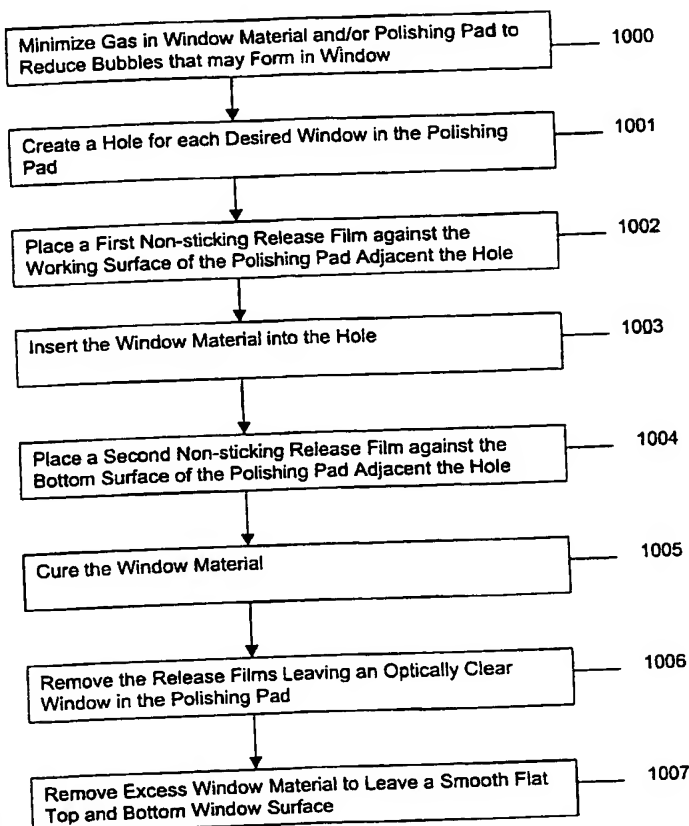 Minimize Gas in Window Material and/or Polishing Pad to
Reduce Bubbles that may Form in Window
1000
Create a Hole for each Desired Window in the Polishing
Pad
1001
Place a First Non-sticking Release Film against the
Working Surface of the Polishing Pad Adjacent the Hole
1002
Insert the Window Material into the Hole
1003
Place a Second Non-sticking Release Film against the
Bottom Surface of the Polishing Pad Adjacent the Hole
1004
Cure the Window Material
1005
Remove the Release Films Leaving an Optically Clear
Window in the Polishing Pad
1006
Remove Excess Window Material to Leave a Smooth Flat
Top and Bottom Window Surface
1007